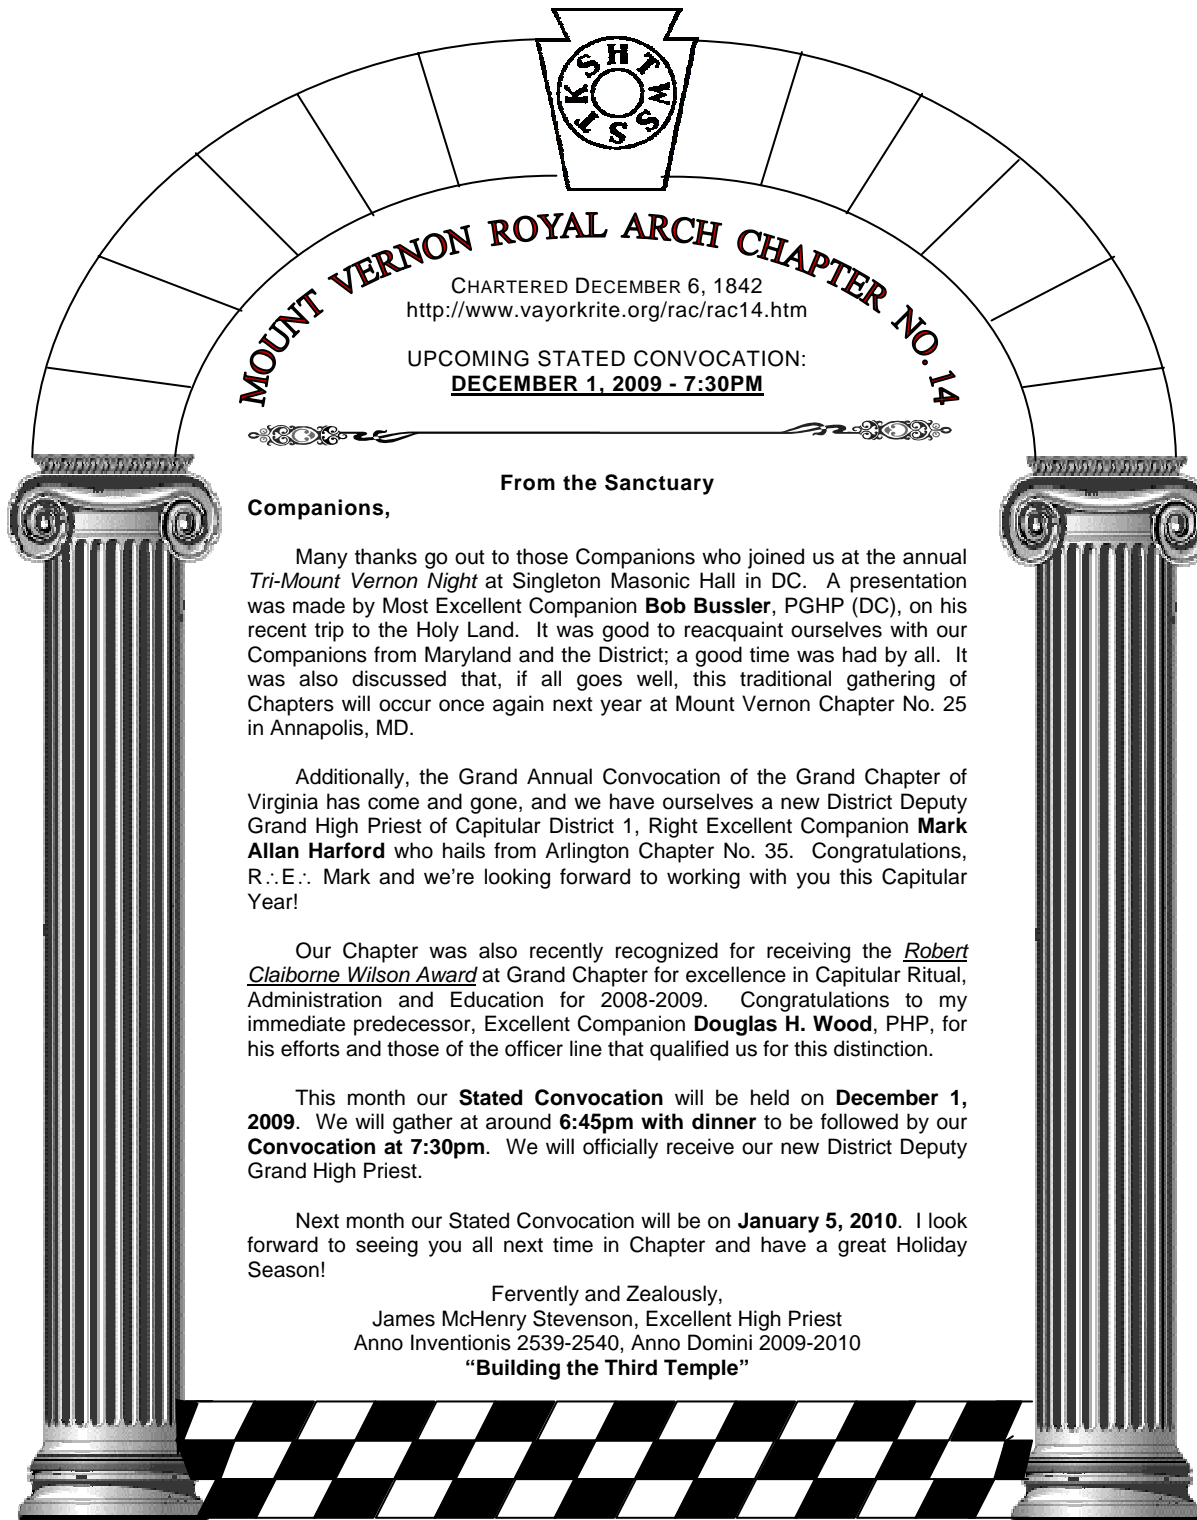 H T W S S T K S
MOUNT VERNON ROYAL ARCH CHAPTER NO. 14
CHARTERED DECEMBER 6, 1842
http://www.vayorkrite.org/rac/rac14.htm
UPCOMING STATED CONVOCATION:
DECEMBER 1, 2009 - 7:30PM
From the Sanctuary
Companions,
Many thanks go out to those Companions who joined us at the annual
Tri-Mount Vernon Night at Singleton Masonic Hall in DC. A presentation
was made by Most Excellent Companion Bob Bussler, PGHP (DC), on his
recent trip to the Holy Land. It was good to reacquaint ourselves with our
Companions from Maryland and the District; a good time was had by all. It
was also discussed that, if all goes well, this traditional gathering of
Chapters will occur once again next year at Mount Vernon Chapter No. 25
in Annapolis, MD.
Additionally, the Grand Annual Convocation of the Grand Chapter of
Virginia has come and gone, and we have ourselves a new District Deputy
Grand High Priest of Capitular District 1, Right Excellent Companion Mark
Allan Harford who hails from Arlington Chapter No. 35. Congratulations,
R∴E∴ Mark and we're looking forward to working with you this Capitular
Year!
Our Chapter was also recently recognized for receiving the Robert
Claiborne Wilson Award at Grand Chapter for excellence in Capitular Ritual,
Administration and Education for 2008-2009. Congratulations to my
immediate predecessor, Excellent Companion Douglas H. Wood, PHP, for
his efforts and those of the officer line that qualified us for this distinction.
This month our Stated Convocation will be held on December 1,
2009. We will gather at around 6:45pm with dinner to be followed by our
Convocation at 7:30pm. We will officially receive our new District Deputy
Grand High Priest.
Next month our Stated Convocation will be on January 5, 2010. I look
forward to seeing you all next time in Chapter and have a great Holiday
Season!
Fervently and Zealously,
James McHenry Stevenson, Excellent High Priest
Anno Inventionis 2539-2540, Anno Domini 2009-2010
“Building the Third Temple”